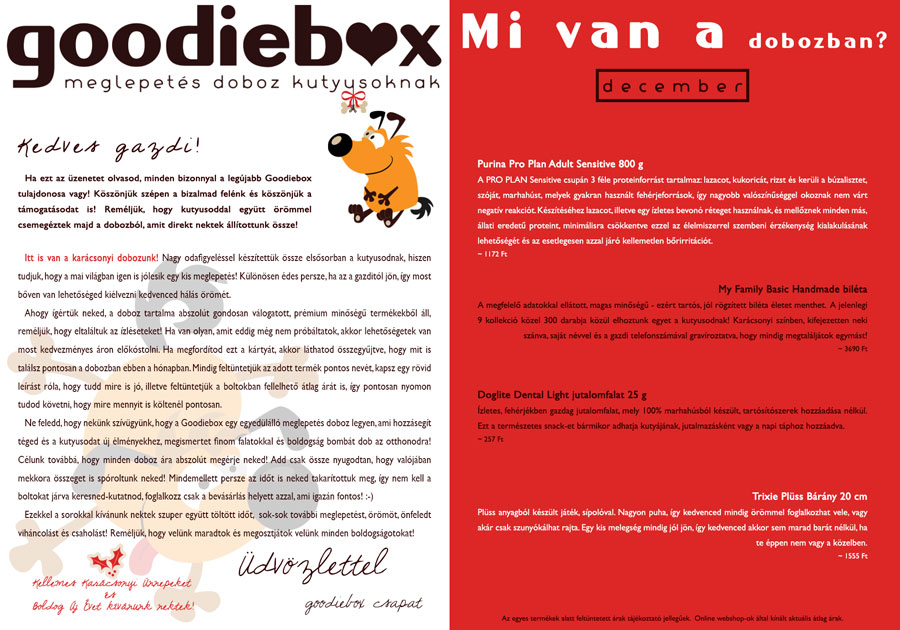 goodiebox
meglepetés doboz kutyusoknak
Kedves gazdi!
Ha ezt az üzenetet olvasod, minden bizonnyal a legújabb Goodiebox
tulajdonosa vagy! Köszönjük szépen a bizalmad felénk és köszönjük a
támogatásodat is! Reméljük, hogy kutyusoddal együtt örömmel
csemegéztek majd a dobozból, amit direkt nektek állítottunk össze!
Itt is van a karácsonyi dobozunk! Nagy odafigyeléssel készítettük össze elsősorban a kutyusodnak, hiszen
tudjuk, hogy a mai világban igen is jólesik egy kis meglepetés! Különösen édes persze, ha az a gazditól jön, így most
bőven van lehetőséged kiélvezni kedvenced hálás örömét.
Ahogy ígértük neked, a doboz tartalma abszolút gondosan válogatott, prémium minőségű termékekből áll,
reméljük, hogy eltaláltuk az ízléseteket! Ha van olyan, amit eddig még nem próbáltatok, akkor lehetőségetek van
most kedvezményes áron előkóstolni. Ha megfordítod ezt a kártyát, akkor láthatod összegyűjtve, hogy mit is
találsz pontosan a dobozban ebben a hónapban. Mindig feltüntetjük az adott termék pontos nevét, kapsz egy rövid
leírást róla, hogy tudd mire is jó, illetve feltüntetjük a boltokban fellelhető átlag árát is, így pontosan nyomon
tudod követni, hogy mire mennyit is költenél pontosan.
Ne feledd, hogy nekünk szívügyünk, hogy a Goodiebox egy egyedülálló meglepetés doboz legyen, ami hozzásegít
téged és a kutyusodat új élményekhez, megismertet finom falatokkal és boldogság bombát dob az otthonodra!
Célunk továbbá, hogy minden doboz ára abszolút megérje neked! Add csak össze nyugodtan, hogy valójában
mekkora összeget is spóroltunk neked! Mindemellett persze az időt is neked takarítottuk meg, így nem kell a
boltokat járva keresned-kutatnod, foglalkozz csak a bevásárlás helyett azzal, ami igazán fontos! :-)
Ezekkel a sorokkal kívánunk nektek szuper együtt töltött időt, sok-sok további meglepetést, örömöt, önfeledt
viháncolást és csaholást! Reméljük, hogy velünk maradtok és megosztjátok velünk minden boldogságotokat!
Kellemes Karácsonyi Ünnepeket
és
Boldog Új Évet kívánunk nektek!
Üdvözlettel
goodiebox csapat
Mi van a dobozban?
december
Purina Pro Plan Adult Sensitive 800 g
A PRO PLAN Sensitive csupán 3 féle proteinforrást tartalmaz: lazacot, kukoricát, rizst és kerüli a búzalisztet,
szóját, marhahúst, melyek gyakran használt fehérjeforrások, így nagyobb valószínűséggel okoznak nem várt
negatív reakciót. Készítéséhez lazacot, illetve egy ízletes bevonó réteget használnak, és mellőznek minden más,
állati eredetű proteint, minimálisra csökkentve ezzel az élelmiszerrel szembeni érzékenység kialakulásának
lehetőségét és az esetlegesen azzal járó kellemetlen bőrirritációt.
~ 1172 Ft
My Family Basic Handmade biléta
A megfelelő adatokkal ellátott, magas minőségű - ezért tartós, jól rögzített biléta életet menthet. A jelenlegi
9 kollekció közel 300 darabja közül elhoztunk egyet a kutyusodnak! Karácsonyi színben, kifejezetten neki
szánva, saját névvel és a gazdi telefonszámával gravíroztatva, hogy mindig megtaláljátok egymást!
~ 3690 Ft
Doglite Dental Light jutalomfalat 25 g
Ízletes, fehérjékben gazdag jutalomfalat, mely 100% marhahúsból készült, tartósítószerek hozzáadása nélkül.
Ezt a természetes snack-et bármikor adhatja kutyájának, jutalmazásként vagy a napi táphoz hozzáadva.
~ 257 Ft
Trixie Plüss Bárány 20 cm
Plüss anyagból készült játék, sípolóval. Nagyon puha, így kedvenced mindig örömmel foglalkozhat vele, vagy
akár csak szunyókálhat rajta. Egy kis melegség mindig jól jön, így kedvenced akkor sem marad barát nélkül, ha
te éppen nem vagy a közelben.
~ 1555 Ft
Az egyes termékek alatt feltüntetett árak tájékoztató jellegűek. Online webshop-ok által kínált aktuális átlag árak.